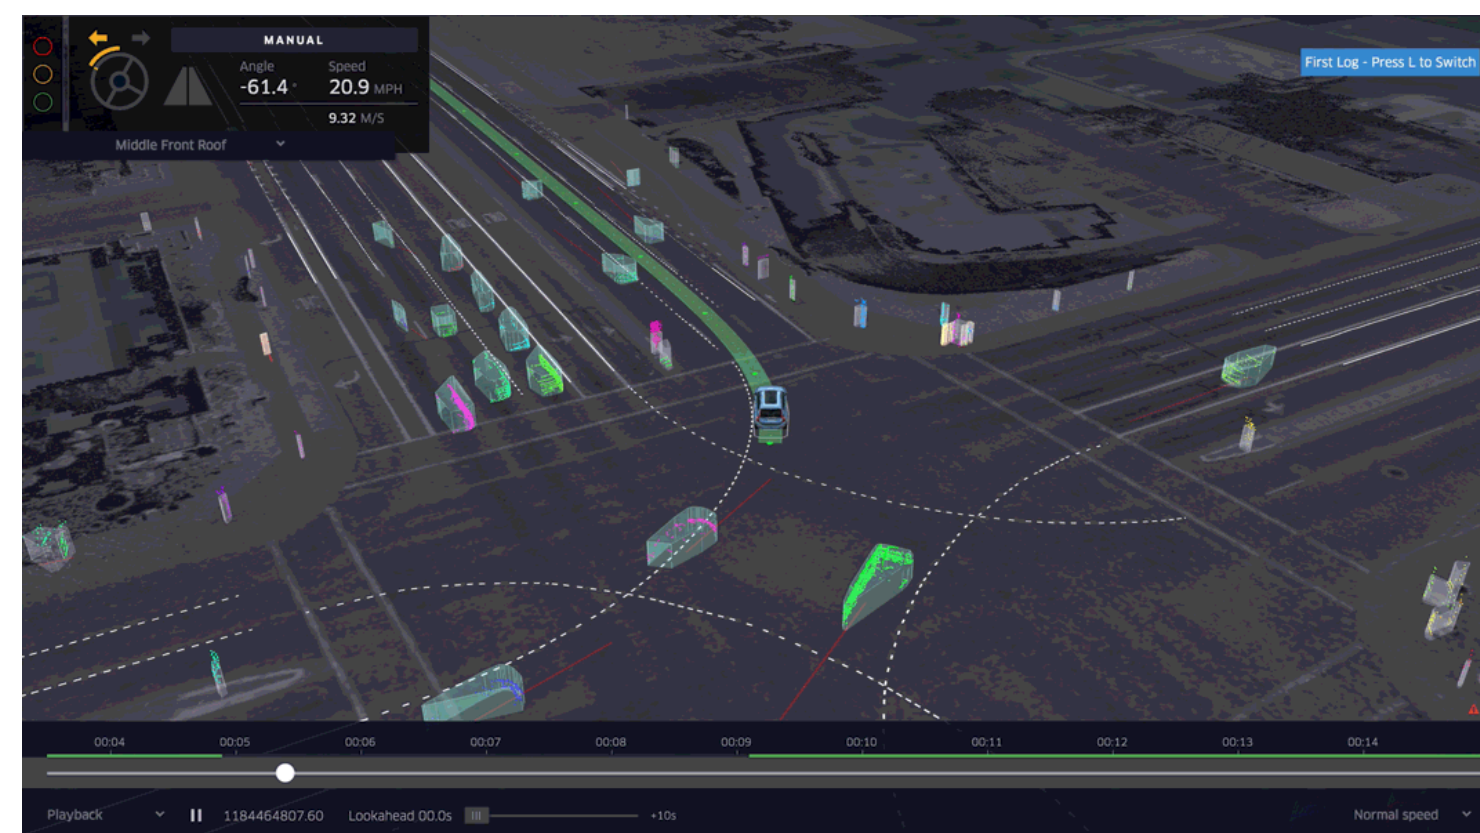 MANUAL
Angle Speed
-61.4° 20.9 MPH
9.32 M/S
Middle Front Roof
First Log - Press L to Switch
00:04 00:05 00:06 00:07 00:08 00:09 00:10 00:11 00:12 00:13 00:14
Playback 1184464807.60 Lookahead 00.0s +10s Normal speed